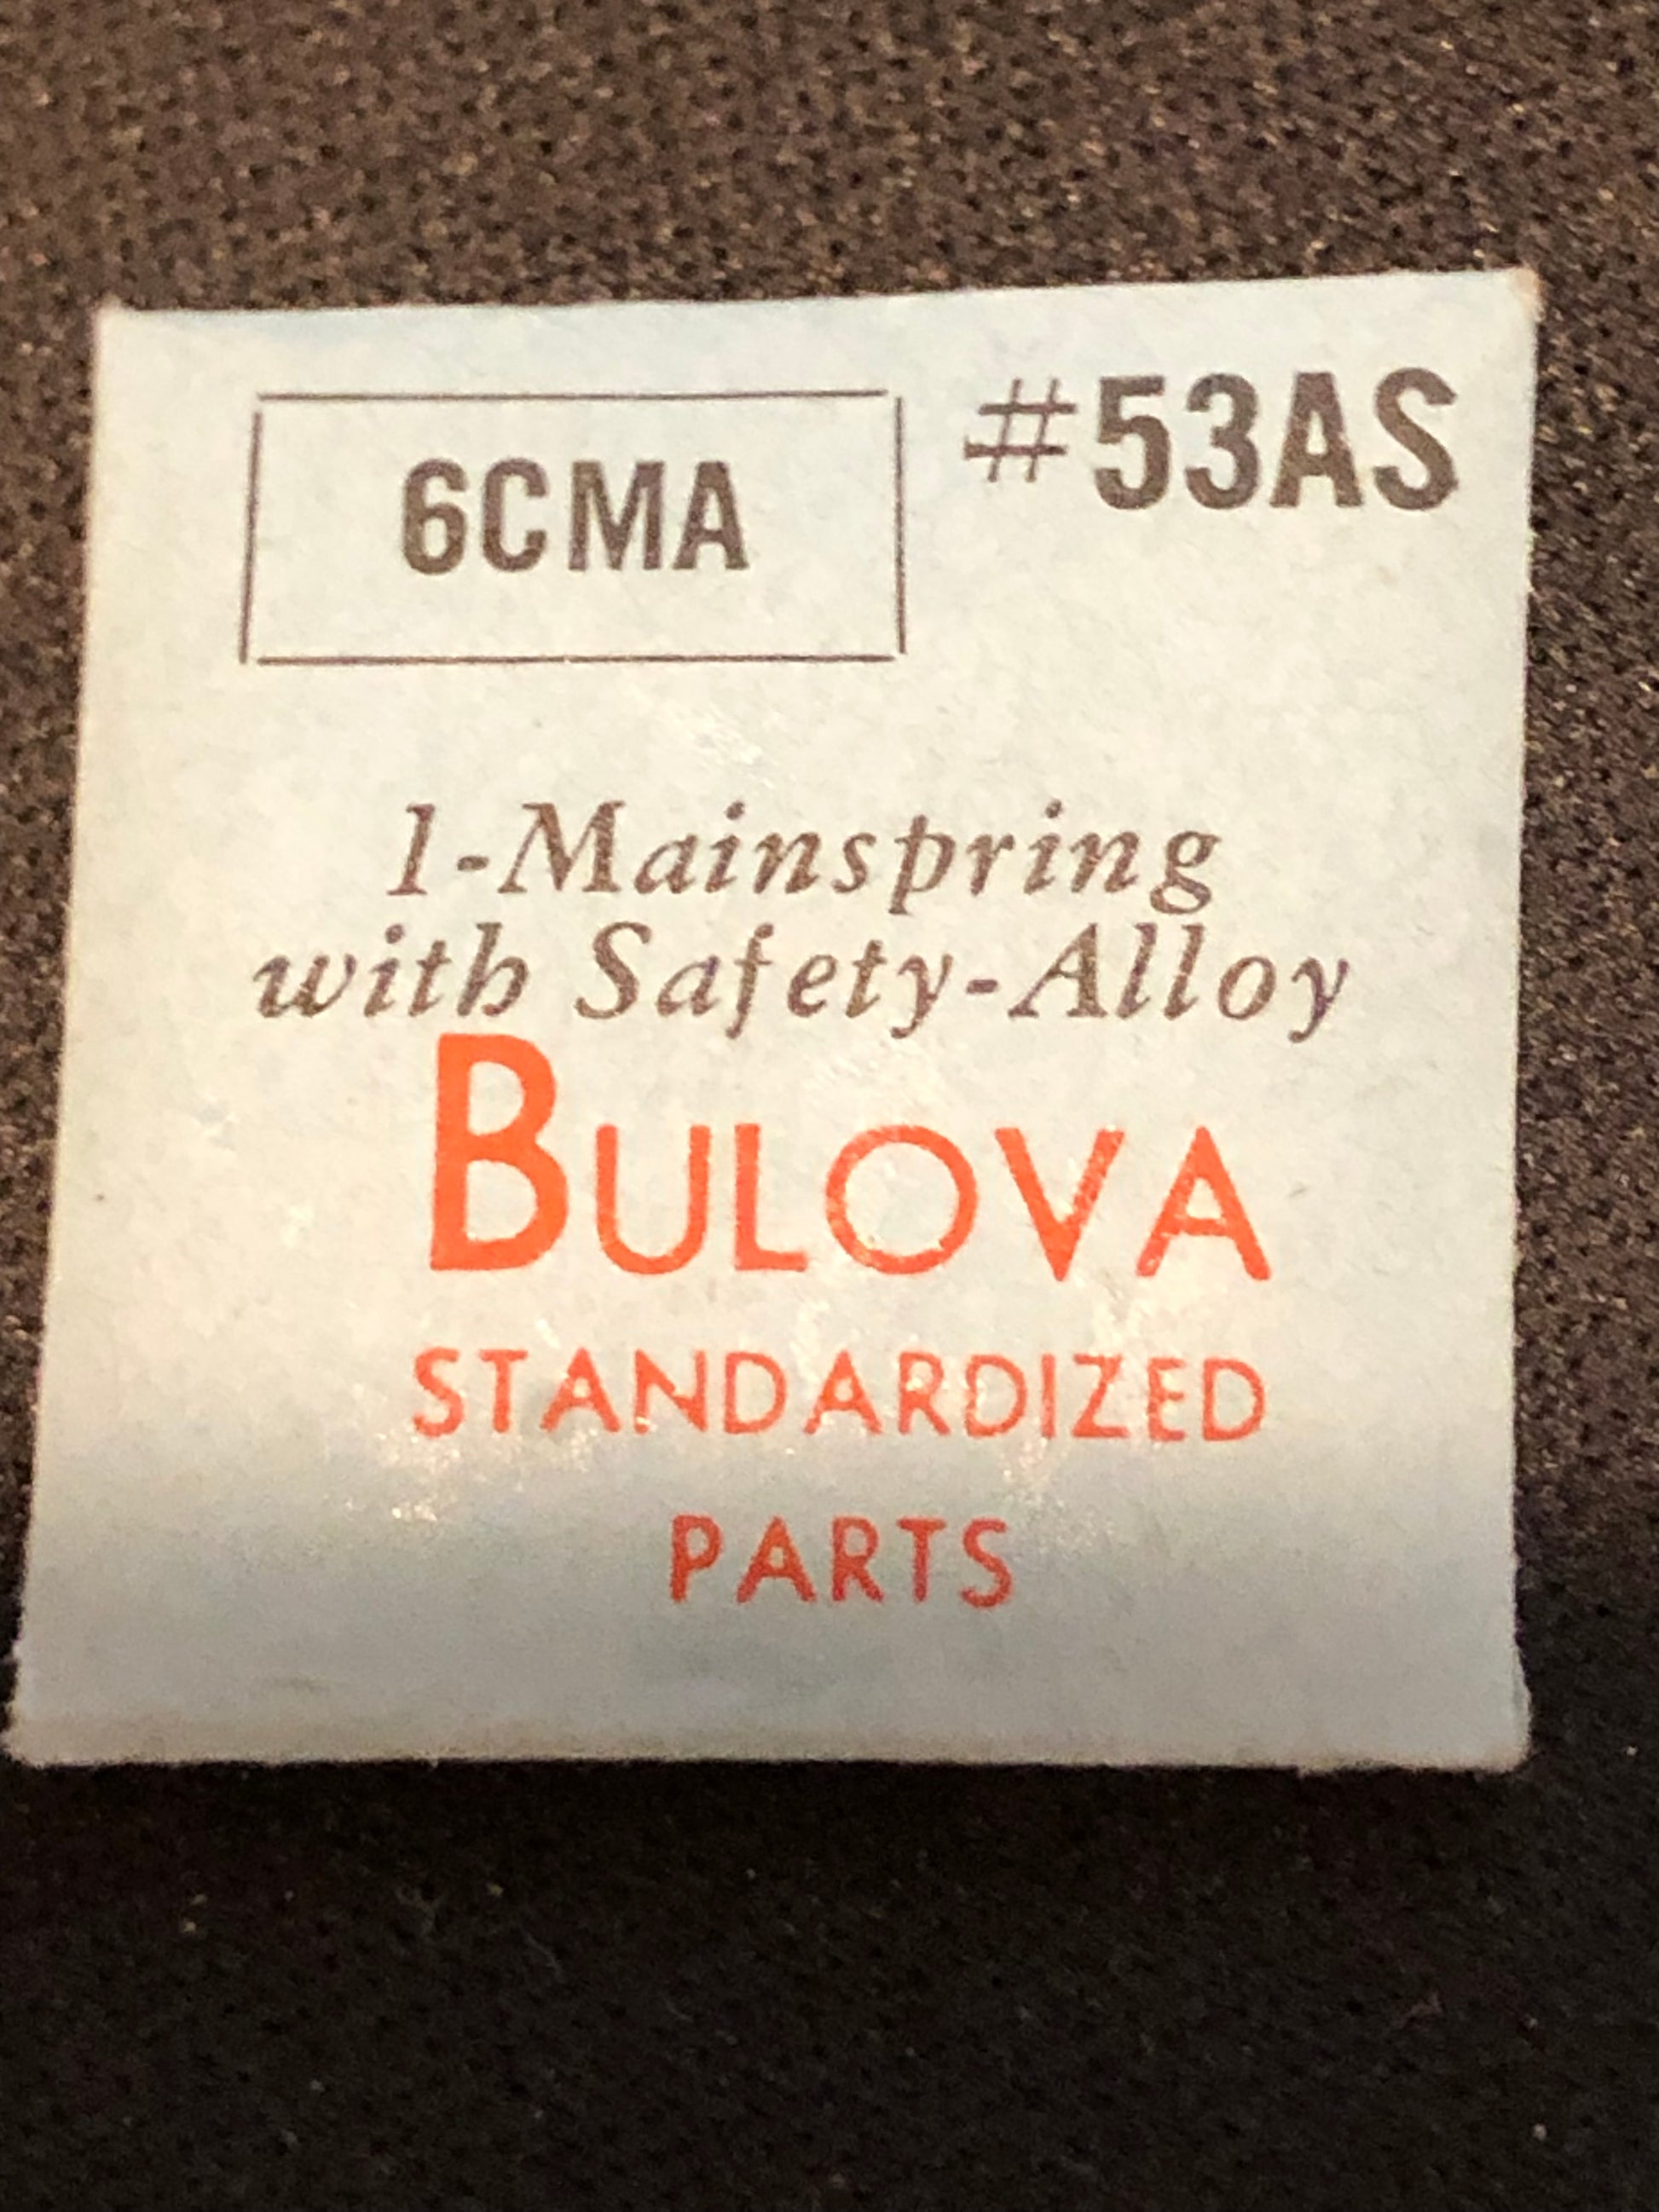 6CMA
#53AS
1-Mainspring
with Safety-Alloy
BULOVA
STANDARDIZED
PARTS